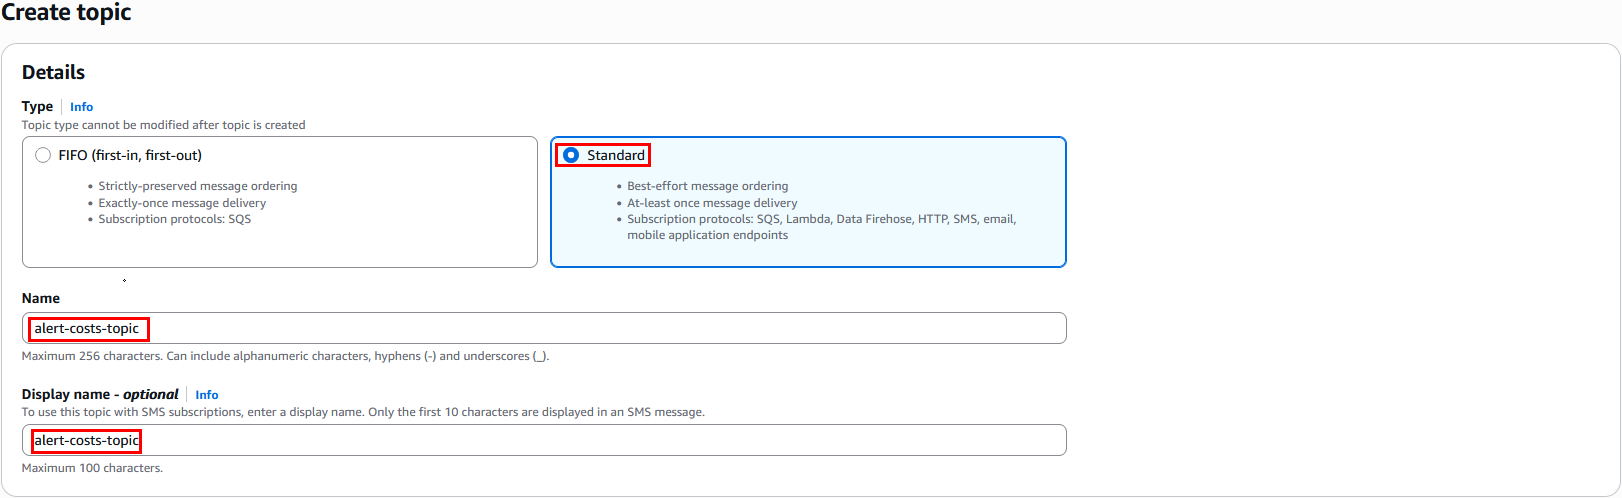 Create topic
Details
Type Info
Topic type cannot be modified after topic is created
FIFO (first-in, first-out)
• Strictly-preserved message ordering
• Exactly-once message delivery
• Subscription protocols: SQS
Standard
• Best-effort message ordering
• At-least once message delivery
• Subscription protocols: SQS, Lambda, Data Firehose, HTTP, SMS, email,
mobile application endpoints
Name
alert-costs-topic
Maximum 256 characters. Can include alphanumeric characters, hyphens (-) and underscores (_).
Display name - optional Info
To use this topic with SMS subscriptions, enter a display name. Only the first 10 characters are displayed in an SMS message.
alert-costs-topic
Maximum 100 characters.